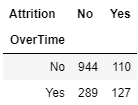 Attrition No Yes
OverTime
No 944 110
Yes 289 127